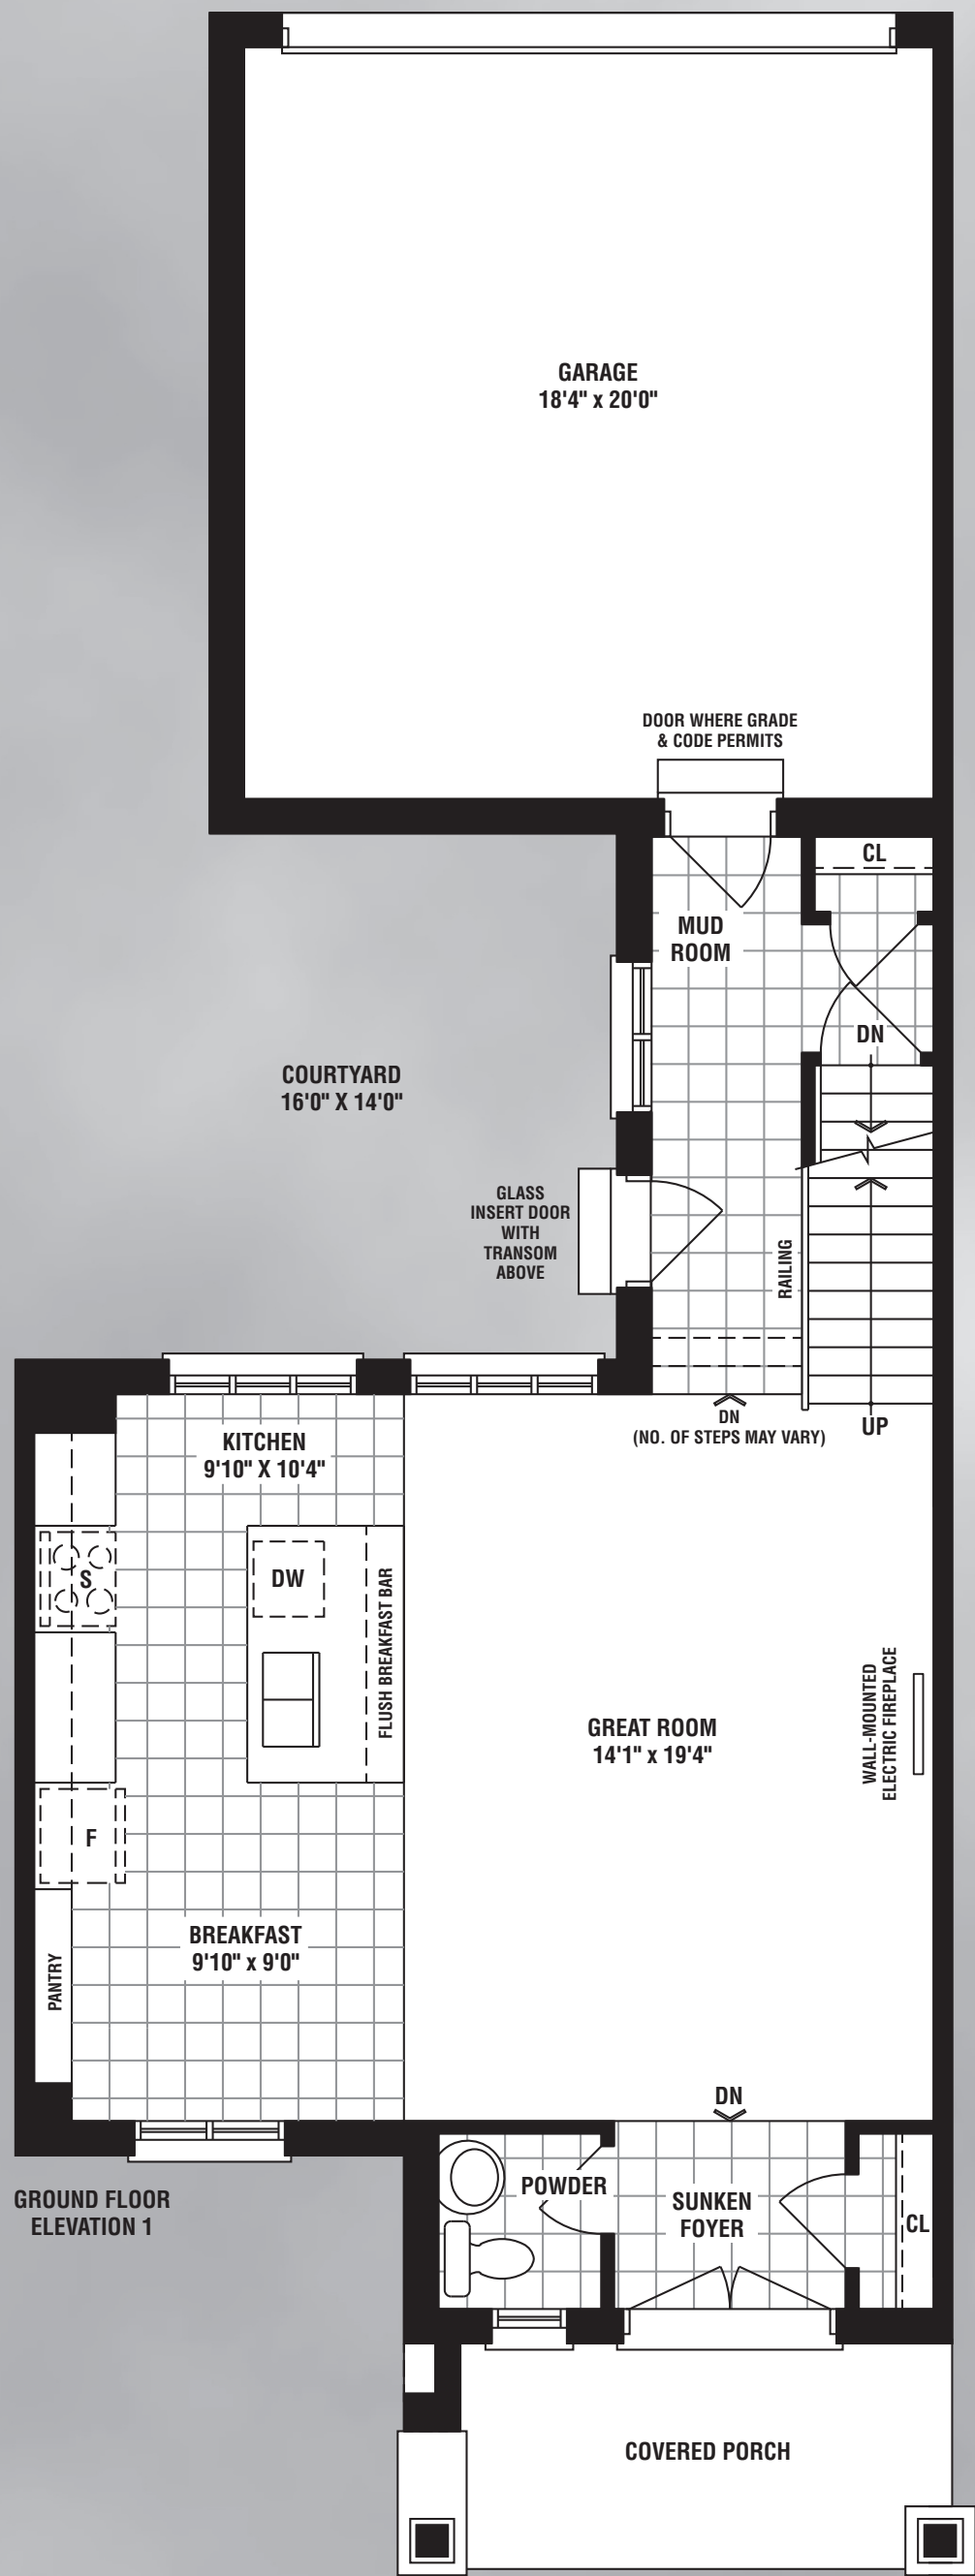 GARAGE
18'4" x 20'0"
DOOR WHERE GRADE
& CODE PERMITS
CL
MUD
ROOM
DN
COURTYARD
16'0" X 14'0"
GLASS
INSERT DOOR
WITH
TRANSOM
ABOVE
RAILING
DN
(NO. OF STEPS MAY VARY)
UP
KITCHEN
9'10" X 10'4"
S
DW
FLUSH BREAKFAST BAR
WALL-MOUNTED
ELECTRIC FIREPLACE
GREAT ROOM
14'1" x 19'4"
F
BREAKFAST
9'10" x 9'0"
PANTRY
DN
POWDER
SUNKEN
FOYER
CL
GROUND FLOOR
ELEVATION 1
COVERED PORCH